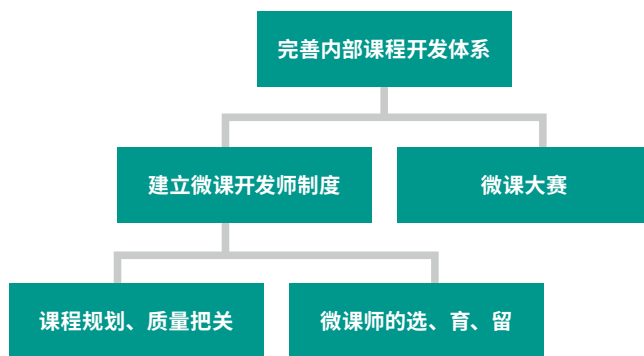 完善内部课程开发体系
建立微课开发师制度
微课大赛
课程规划、质量把关
微课师的选、育、留